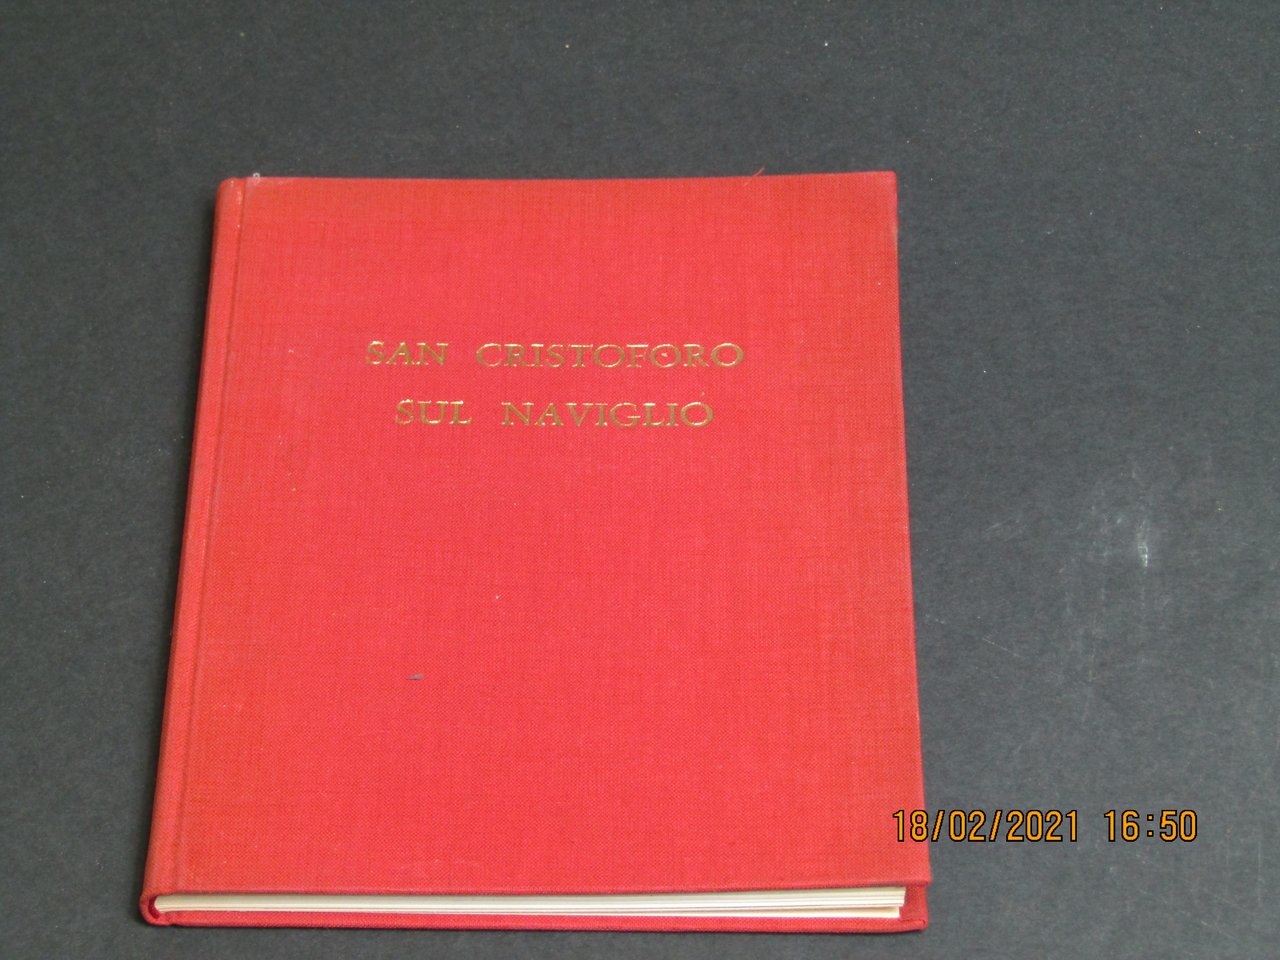 SAN CRISTOFORO
SUL NAVIGLIO
18/02/2021 16:50